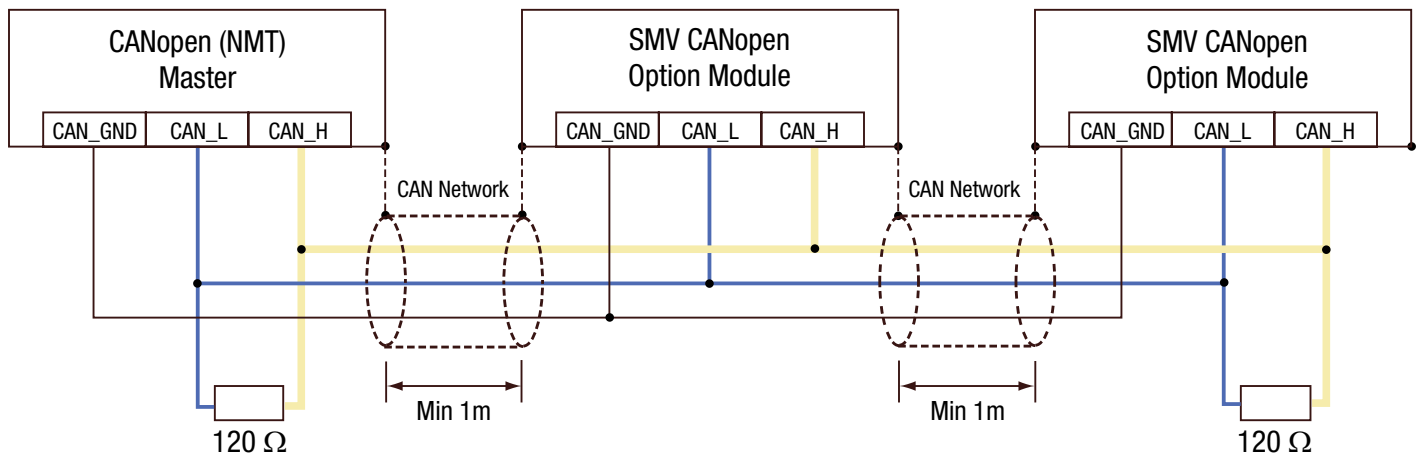 CANopen (NMT)
Master
CAN_GND CAN_L CAN_H
SMV CANopen
Option Module
CAN_GND CAN_L CAN_H
SMV CANopen
Option Module
CAN_GND CAN_L CAN_H
CAN Network
CAN Network
Min 1m
Min 1m
120 Ω
120 Ω